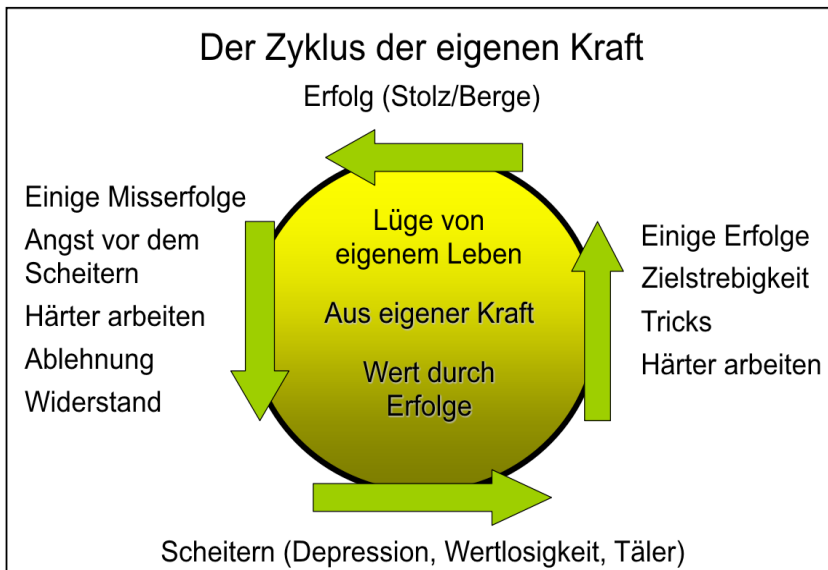 Der Zyklus der eigenen Kraft
Erfolg (Stolz/Berge)
Einige Misserfolge
Angst vor dem
Scheitern
Härter arbeiten
Ablehnung
Widerstand
Lüge von
eigenem Leben
Aus eigener Kraft
Wert durch
Erfolge
Einige Erfolge
Zielstrebigkeit
Tricks
Härter arbeiten
Scheitern (Depression, Wertlosigkeit, Täler)